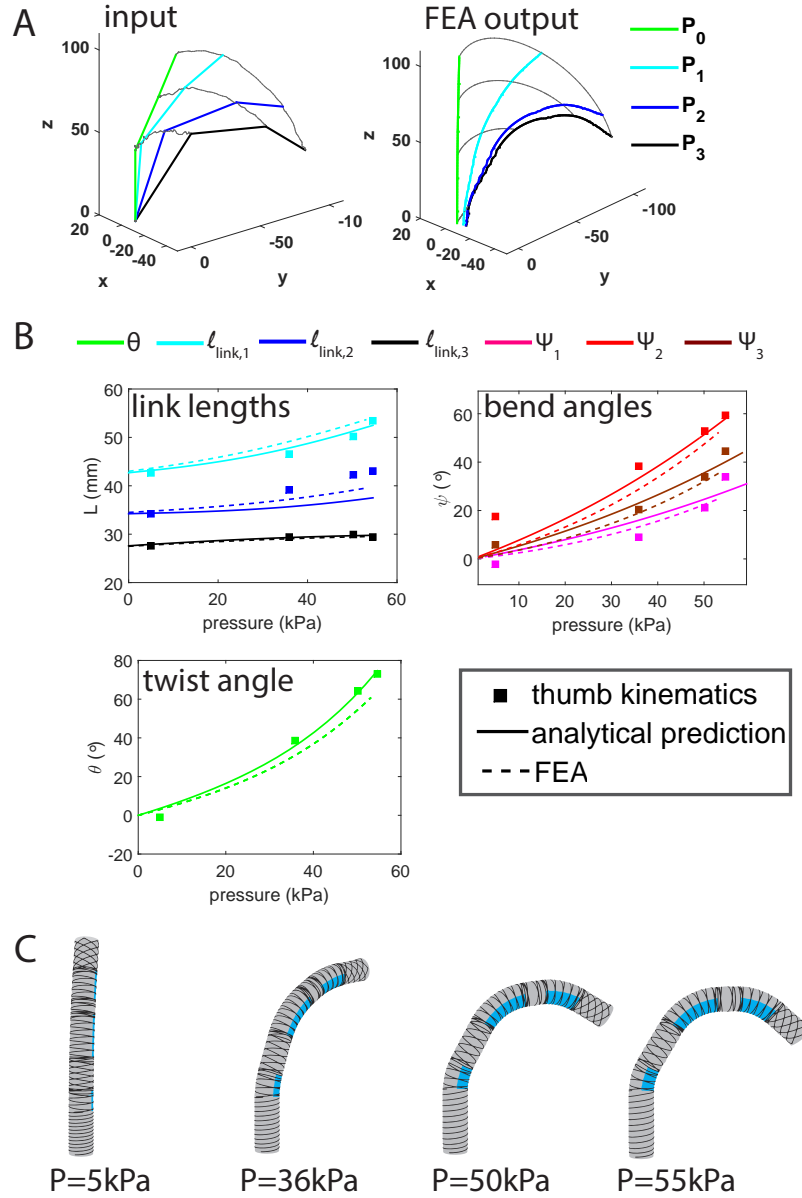 A
input
FEA output
P0
P1
P2
P3
100
50
0
z
20
0
-20
-40
x
0
-50
-10
y
100
50
0
z
20
0
-20
-40
x
0
-50
-100
y
B
θ
ℓlink,1
ℓlink,2
ℓlink,3
Ψ1
Ψ2
Ψ3
link lengths
60
50
40
30
20
L (mm)
0 20 40 60
pressure (kPa)
bend angles
60
40
20
0
ψ (º)
10 20 30 40 50
pressure (kPa)
twist angle
80
60
40
20
0
-20
θ (º)
0 20 40 60
pressure (kPa)
thumb kinematics
analytical prediction
FEA
C
P=5kPa P=36kPa P=50kPa P=55kPa